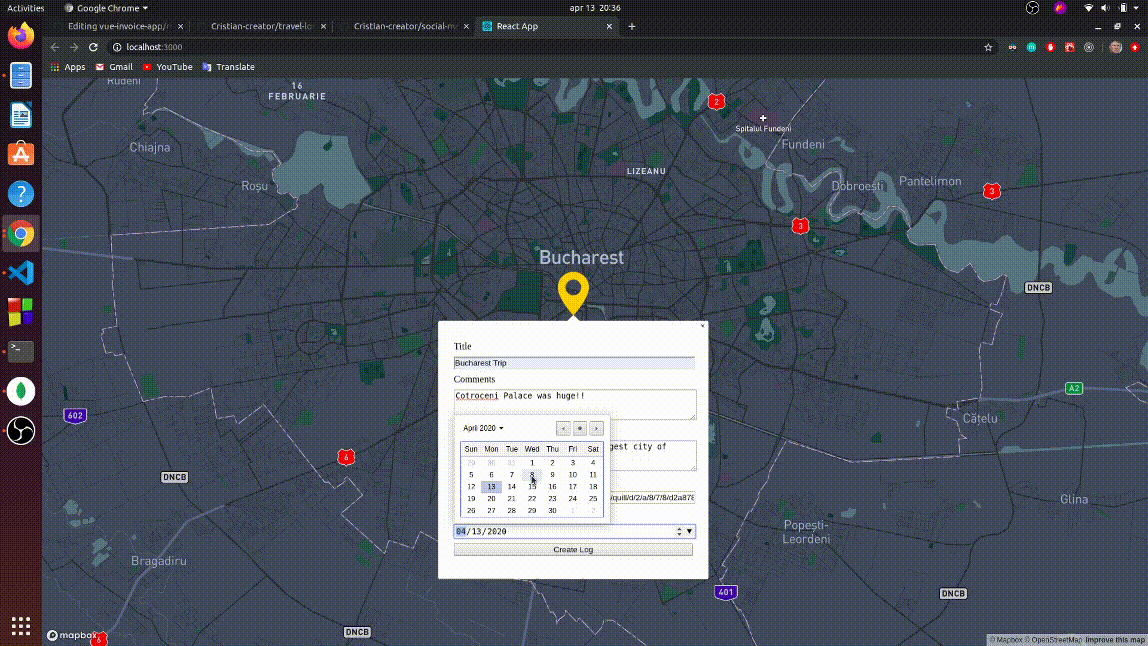 Activities
Google Chrome
apr 13 20:36
Editing vue-invoice-app/r
Cristian-creator/travel-lo
Cristian-creator/social-m
React App
localhost:3000
Apps
Gmail
YouTube
Translate
Rudeni
16
FEBRUARIE
2
Spitalul Fundeni
Chiajna
Fundeni
LIZEANU
Roșu
Dobroești
Pantelimon
3
3
Bucharest
DNCB
Title
Bucharest Trip
Comments
Cotroceni Palace was huge!!
A2
602
April 2020
gest city of
Cățelu
Sun Mon Tue Wed Thu Fri Sat
29 30 31 1 2 3 4
5 6 7 8 9 10 11
12 13 14 15 16 17 18
19 20 21 22 23 24 25
26 27 28 29 30 1 2
6
DNCB
/quill/d/2/a/8/7/8/d2a878
Glina
04/13/2020
Popești-
Leordeni
Create Log
Bragadiru
401
DNCB
DNCB
6
mapbox
© Mapbox © OpenStreetMap Improve this map